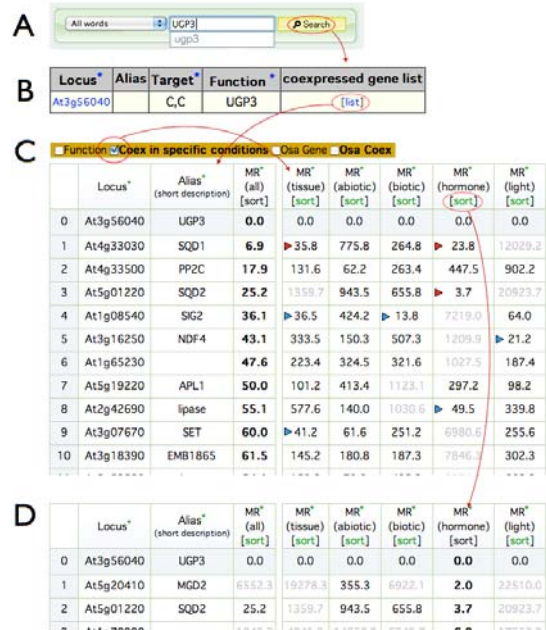 A
All words UGP3 Search
ugp3
B
Locus* Alias Target* Function* coexpressed gene list
At3g56040 C,C UGP3 [list]
C
Function Coex in specific conditions Osa Gene Osa Coex
Locus* Alias* (short description) MR* (all) [sort] MR* (tissue) [sort] MR* (abiotic) [sort] MR* (biotic) [sort] MR* (hormone) [sort] MR* (light) [sort]
0 At3g56040 UGP3 0.0 0.0 0.0 0.0 0.0 0.0
1 At4g33030 SQD1 6.9 35.8 775.8 264.8 23.8 12029.2
2 At4g33500 PP2C 17.9 131.6 62.2 263.4 447.5 902.2
3 At5g01220 SQD2 25.2 1359.7 943.5 655.8 3.7 20923.7
4 At1g08540 SIG2 36.1 36.5 424.2 13.8 7219.0 64.0
5 At3g16250 NDF4 43.1 333.5 150.3 507.3 1209.9 21.2
6 At1g65230 47.6 223.4 324.5 321.6 1027.5 187.4
7 At5g19220 APL1 50.0 101.2 413.4 1123.1 297.2 98.2
8 At2g42690 lipase 55.1 577.6 140.0 1030.6 49.5 339.8
9 At3g07670 SET 60.0 41.2 61.6 251.2 6980.6 255.6
10 At3g18390 EMB1865 61.5 145.2 180.8 187.3 302.3
D
Locus* Alias* (short description) MR* (all) [sort] MR* (tissue) [sort] MR* (abiotic) [sort] MR* (biotic) [sort] MR* (hormone) [sort] MR* (light) [sort]
0 At3g56040 UGP3 0.0 0.0 0.0 0.0 0.0 0.0
1 At5g20410 MGD2 6552.3 19278.3 355.3 6922.1 2.0 22510.0
2 At5g01220 SQD2 25.2 1359.7 943.5 655.8 3.7 20923.7